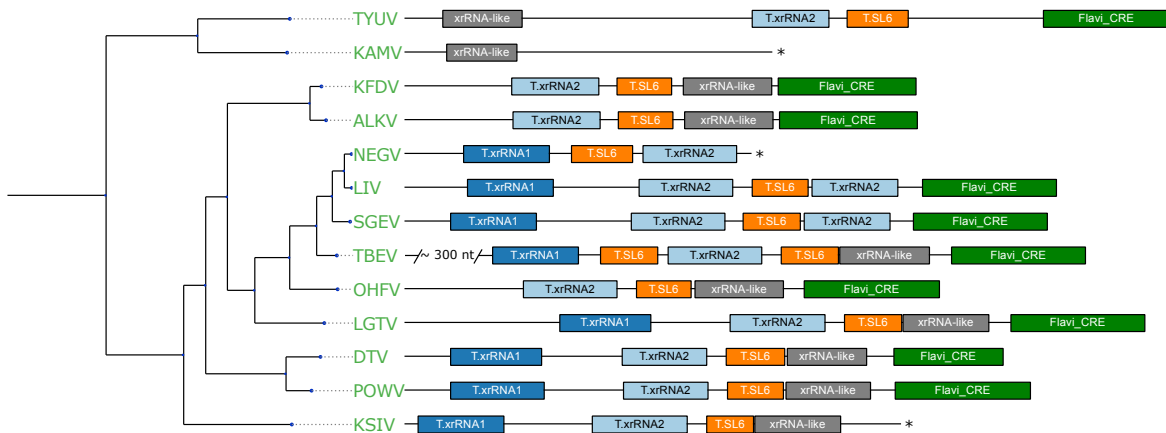 TYUV xrRNA-like T.xrRNA2 T.SL6 Flavi_CRE
KAMV xrRNA-like *
KFDV T.xrRNA2 T.SL6 xrRNA-like Flavi_CRE
ALKV T.xrRNA2 T.SL6 xrRNA-like Flavi_CRE
NEGV T.xrRNA1 T.SL6 T.xrRNA2 *
LIV T.xrRNA1 T.xrRNA2 T.SL6 T.xrRNA2 Flavi_CRE
SGEV T.xrRNA1 T.xrRNA2 T.SL6 T.xrRNA2 Flavi_CRE
TBEV ~ 300 nt T.xrRNA1 T.SL6 T.xrRNA2 T.SL6 xrRNA-like Flavi_CRE
OHFV T.xrRNA2 T.SL6 xrRNA-like Flavi_CRE
LGTV T.xrRNA1 T.xrRNA2 T.SL6 xrRNA-like Flavi_CRE
DTV T.xrRNA1 T.xrRNA2 T.SL6 xrRNA-like Flavi_CRE
POWV T.xrRNA1 T.xrRNA2 T.SL6 xrRNA-like Flavi_CRE
KSIV T.xrRNA1 T.xrRNA2 T.SL6 xrRNA-like *